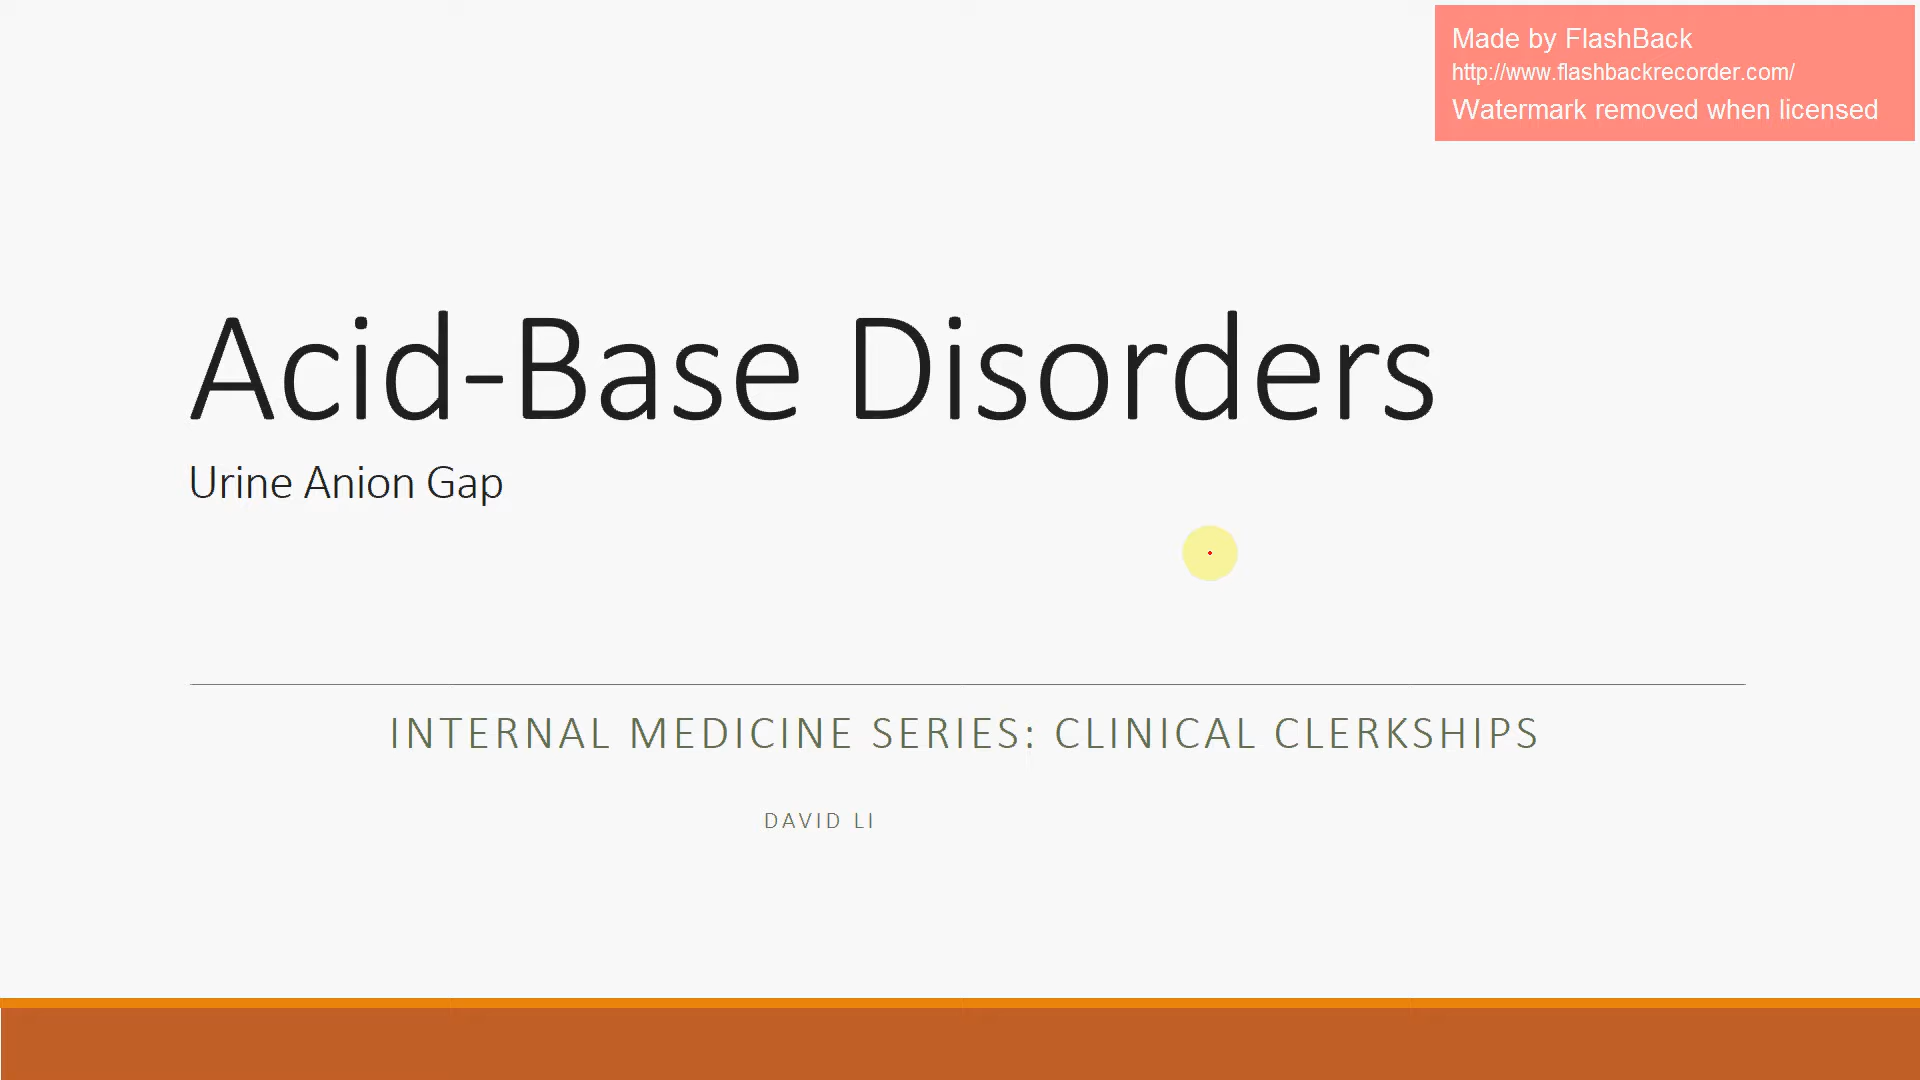 Made by FlashBack
http://www.flashbackrecorder.com/
Watermark removed when licensed
Acid-Base Disorders
Urine Anion Gap
INTERNAL MEDICINE SERIES: CLINICAL CLERKSHIPS
DAVID LI